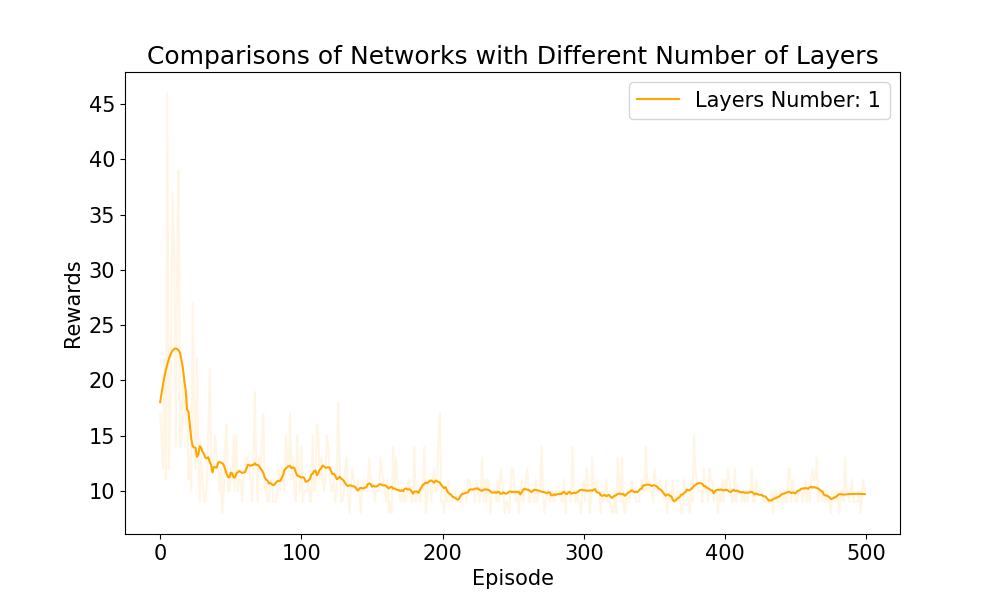 Comparisons of Networks with Different Number of Layers
Layers Number: 1
45
40
35
30
25
20
15
10
Rewards
0 100 200 300 400 500
Episode